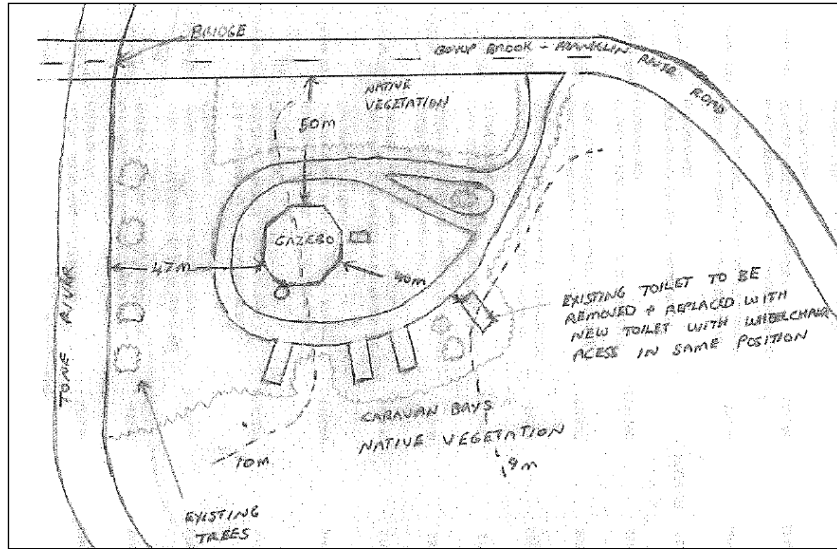 BRIDGE
BOYUP BROOK - FRANKLIN RIVER ROAD
NATIVE
VEGETATION
50m
GAZEBO
47m
40m
EXISTING TOILET TO BE
REMOVED + REPLACED WITH
NEW TOILET WITH WHEELCHAIR
ACESS IN SAME POSITION
TONE RIVER
CARAVAN BAYS
NATIVE VEGETATION
10m
9m
EXISTING
TREES